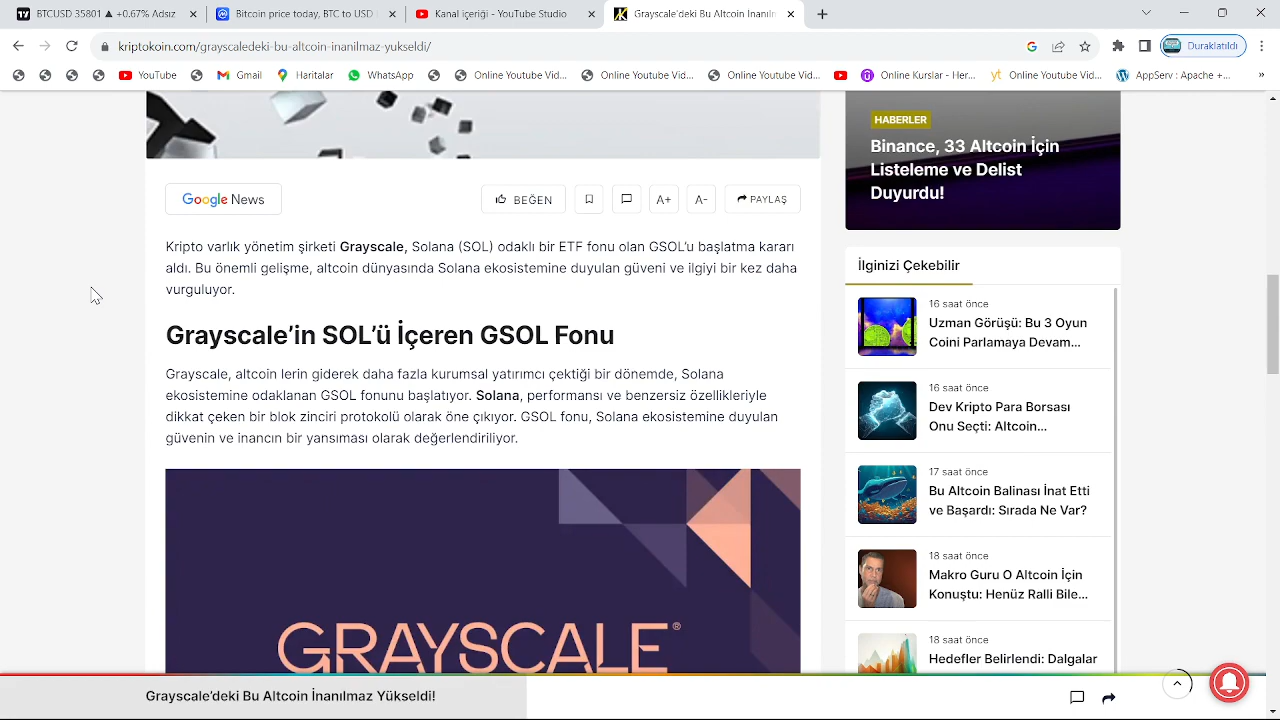 BTCUSD 35801 ▲ +0.67% Adsız
Bitcoin price today, BTC to USD
Kanal içeriği - YouTube Studio
Grayscale'deki Bu Altcoin İnanılm
kriptokoin.com/grayscaledeki-bu-altcoin-inanilmaz-yukseldi/
Duraklatıldı
YouTube
Gmail
Haritalar
WhatsApp
Online Youtube Vid...
Online Youtube Vid...
Online Youtube Vid...
Online Kurslar - Her...
Online Youtube Vid...
AppServ : Apache +...
»
Google News
BEĞEN
A+
A-
PAYLAŞ
Kripto varlık yönetim şirketi Grayscale, Solana (SOL) odaklı bir ETF fonu olan GSOL'u başlatma kararı
aldı. Bu önemli gelişme, altcoin dünyasında Solana ekosistemine duyulan güveni ve ilgiyi bir kez daha
vurguluyor.
Grayscale'in SOL'ü İçeren GSOL Fonu
Grayscale, altcoin lerin giderek daha fazla kurumsal yatırımcı çektiği bir dönemde, Solana
ekosistemine odaklanan GSOL fonunu başlatıyor. Solana, performansı ve benzersiz özellikleriyle
dikkat çeken bir blok zinciri protokolü olarak öne çıkıyor. GSOL fonu, Solana ekosistemine duyulan
güvenin ve inancın bir yansıması olarak değerlendiriliyor.
GRAYSCALE®
HABERLER
Binance, 33 Altcoin İçin
Listeleme ve Delist
Duyurdu!
İlginizi Çekebilir
16 saat önce
Uzman Görüşü: Bu 3 Oyun
Coini Parlamaya Devam...
16 saat önce
Dev Kripto Para Borsası
Onu Seçti: Altcoin...
17 saat önce
Bu Altcoin Balinası İnat Etti
ve Başardı: Sırada Ne Var?
18 saat önce
Makro Guru O Altcoin İçin
Konuştu: Henüz Ralli Bile...
18 saat önce
Hedefler Belirlendi: Dalgalar
Grayscale'deki Bu Altcoin İnanılmaz Yükseldi!